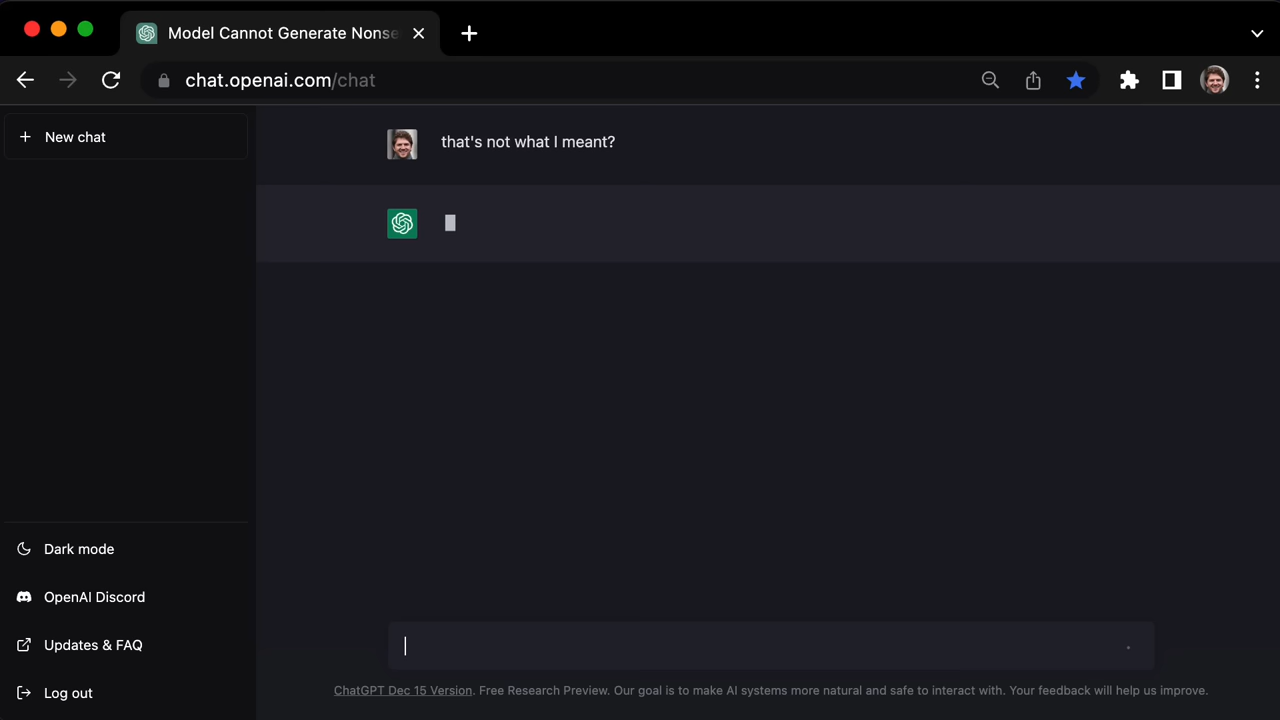 Model Cannot Generate Nonse
chat.openai.com/chat
New chat
that's not what I meant?
Dark mode
OpenAI Discord
Updates & FAQ
Log out
ChatGPT Dec 15 Version. Free Research Preview. Our goal is to make AI systems more natural and safe to interact with. Your feedback will help us improve.